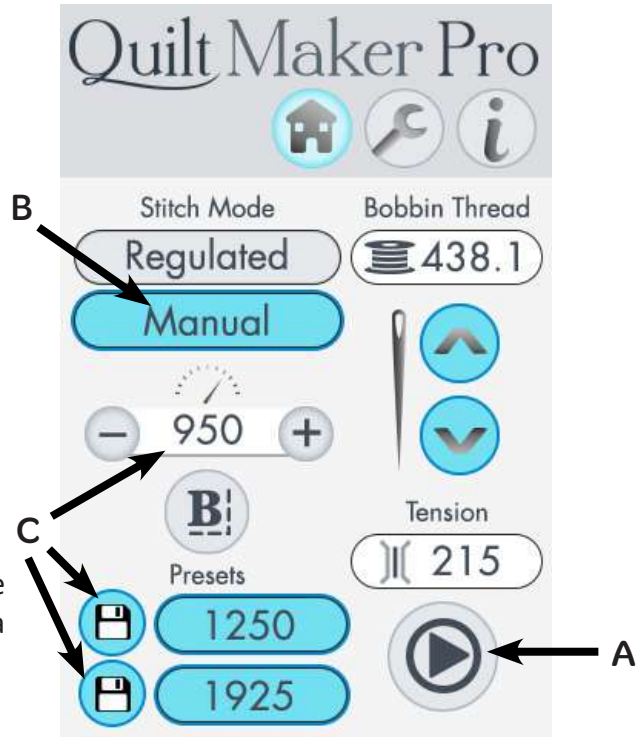 Quilt Maker Pro
i
B
Stitch Mode
Bobbin Thread
Regulated
438.1
Manual
− 950 +
B
C
Tension
Presets
215
e
1250
a
A
1925